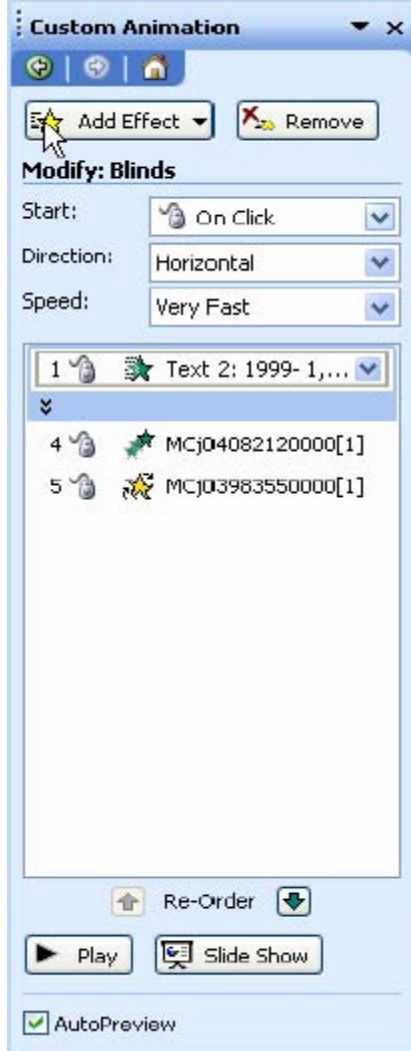 Custom Animation
Add Effect
Remove
Modify: Blinds
Start: On Click
Direction: Horizontal
Speed: Very Fast
1 Text 2: 1999- 1,...
4 MCj04082120000[1]
5 MCj03983550000[1]
Re-Order
Play
Slide Show
AutoPreview